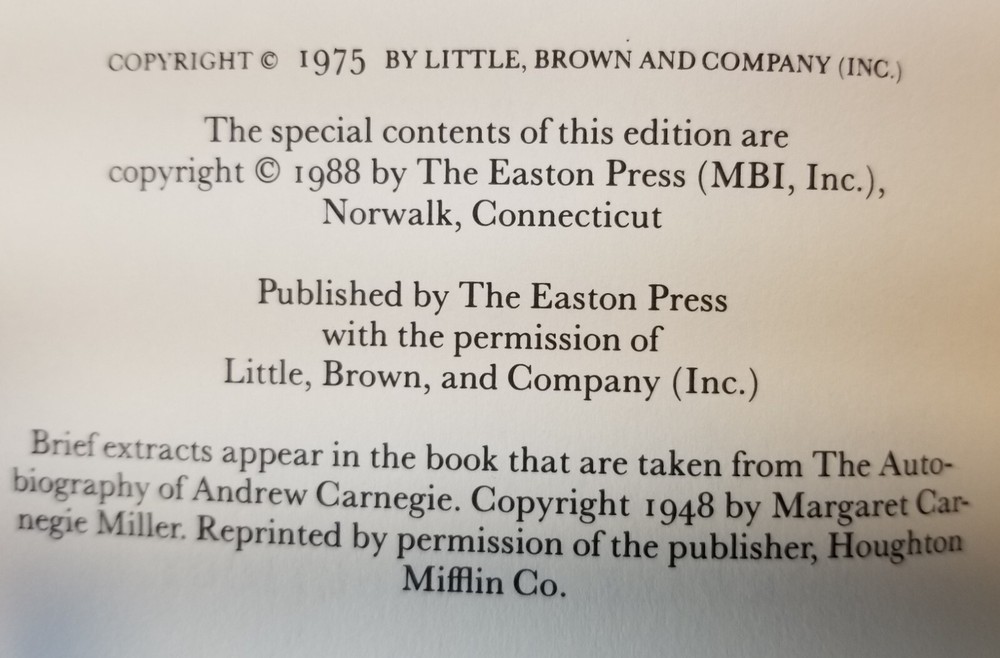 COPYRIGHT © 1975 BY LITTLE, BROWN AND COMPANY (INC.)
The special contents of this edition are
copyright © 1988 by The Easton Press (MBI, Inc.),
Norwalk, Connecticut
Published by The Easton Press
with the permission of
Little, Brown, and Company (Inc.)
Brief extracts appear in the book that are taken from The Auto-
biography of Andrew Carnegie. Copyright 1948 by Margaret Car-
negie Miller. Reprinted by permission of the publisher, Houghton
Mifflin Co.